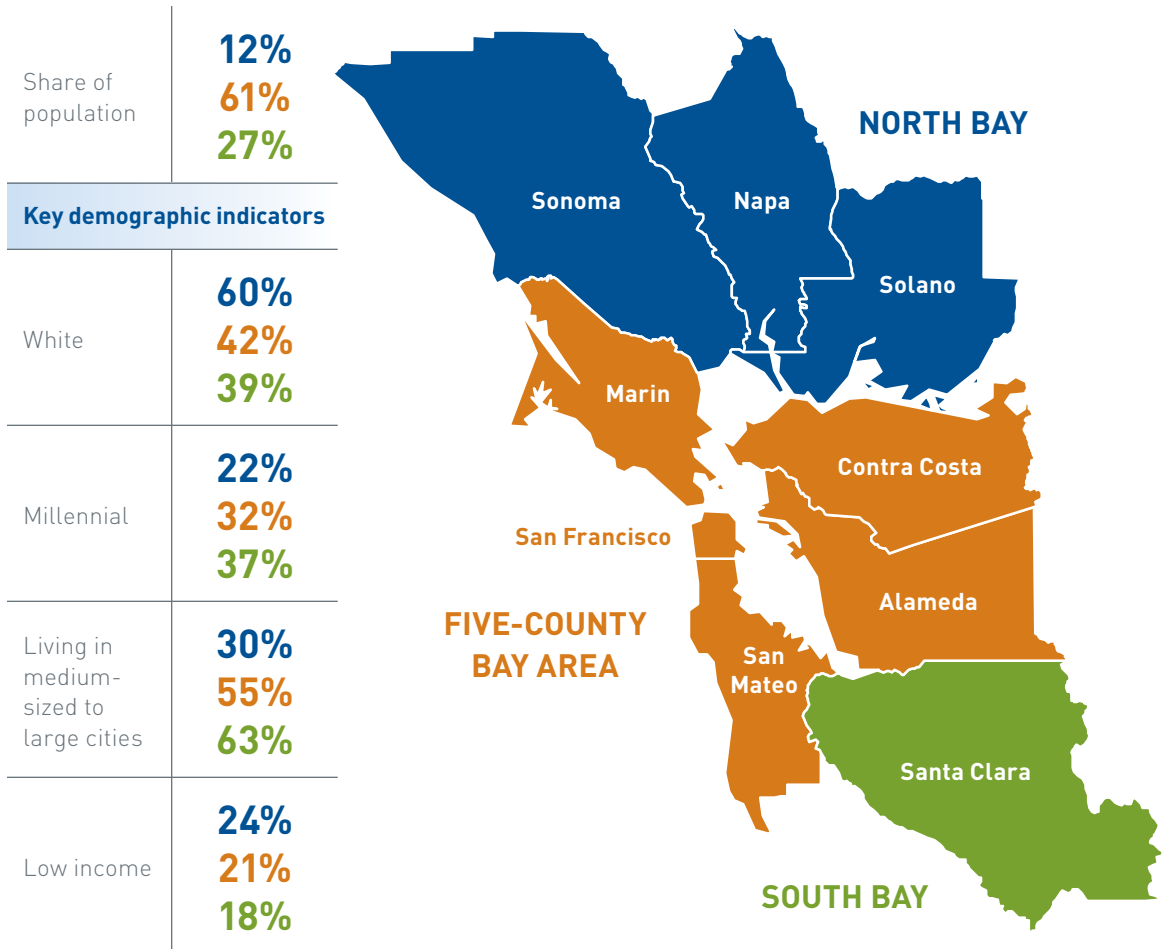 Share of
population
12%
61%
27%
Key demographic indicators
White
60%
42%
39%
Millennial
22%
32%
37%
Living in
medium-
sized to
large cities
30%
55%
63%
Low income
24%
21%
18%
NORTH BAY
Sonoma
Napa
Solano
Marin
Contra Costa
San Francisco
Alameda
FIVE-COUNTY
BAY AREA
San
Mateo
Santa Clara
SOUTH BAY